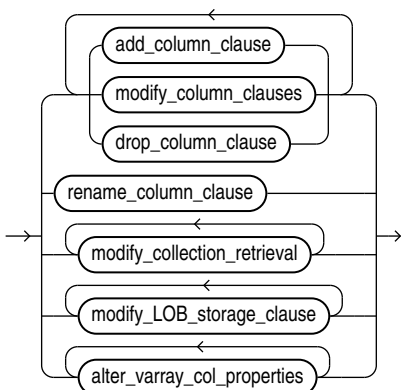 add_column_clause
modify_column_clauses
drop_column_clause
rename_column_clause
modify_collection_retrieval
modify_LOB_storage_clause
alter_varray_col_properties